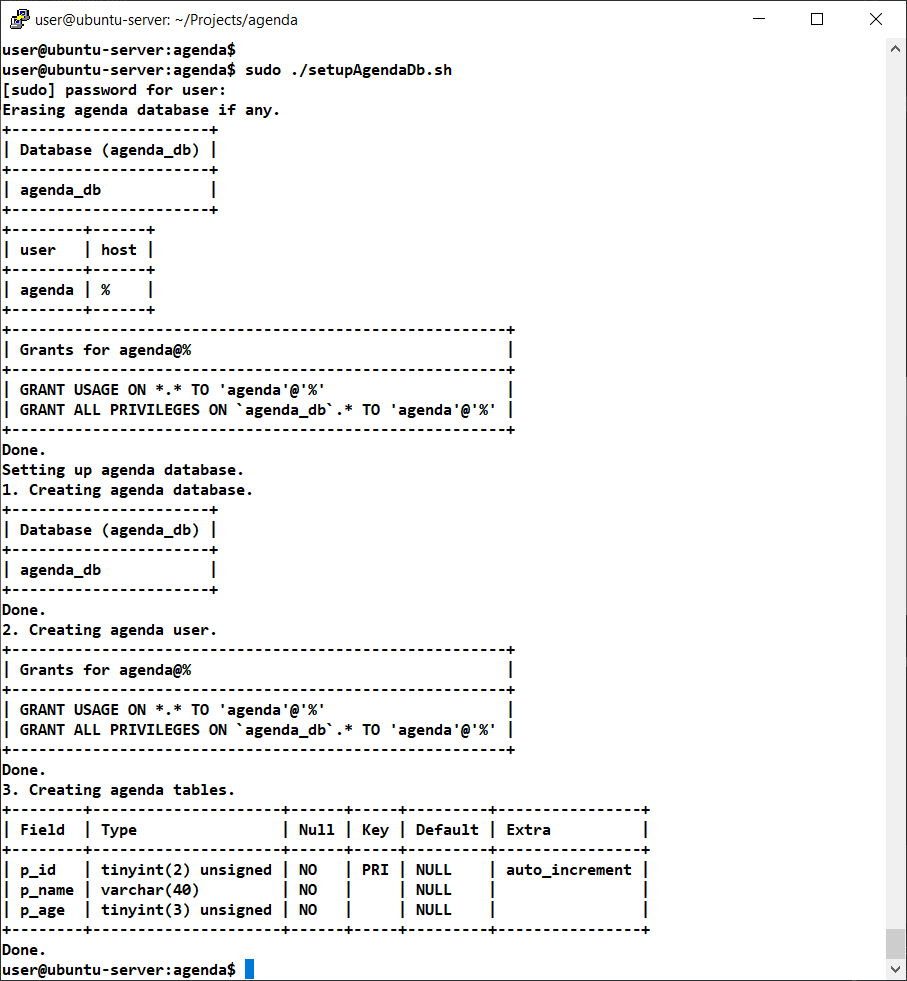 user@ubuntu-server: ~/Projects/agenda
user@ubuntu-server:agenda$
user@ubuntu-server:agenda$ sudo ./setupAgendaDb.sh
[sudo] password for user:
Erasing agenda database if any.
+----------------------+
| Database (agenda_db) |
+----------------------+
| agenda_db            |
+----------------------+
+--------+------+
| user   | host |
+--------+------+
| agenda | %    |
+--------+------+
+-------------------------------------------------------+
| Grants for agenda@%                                   |
+-------------------------------------------------------+
| GRANT USAGE ON *.* TO 'agenda'@'%'                    |
| GRANT ALL PRIVILEGES ON `agenda_db`.* TO 'agenda'@'%' |
+-------------------------------------------------------+
Done.
Setting up agenda database.
1. Creating agenda database.
+----------------------+
| Database (agenda_db) |
+----------------------+
| agenda_db            |
+----------------------+
Done.
2. Creating agenda user.
+-------------------------------------------------------+
| Grants for agenda@%                                   |
+-------------------------------------------------------+
| GRANT USAGE ON *.* TO 'agenda'@'%'                    |
| GRANT ALL PRIVILEGES ON `agenda_db`.* TO 'agenda'@'%' |
+-------------------------------------------------------+
Done.
3. Creating agenda tables.
+--------+---------------------+------+-----+---------+----------------+
| Field  | Type                | Null | Key | Default | Extra          |
+--------+---------------------+------+-----+---------+----------------+
| p_id   | tinyint(2) unsigned | NO   | PRI | NULL    | auto_increment |
| p_name | varchar(40)         | NO   |     | NULL    |                |
| p_age  | tinyint(3) unsigned | NO   |     | NULL    |                |
+--------+---------------------+------+-----+---------+----------------+
Done.
user@ubuntu-server:agenda$